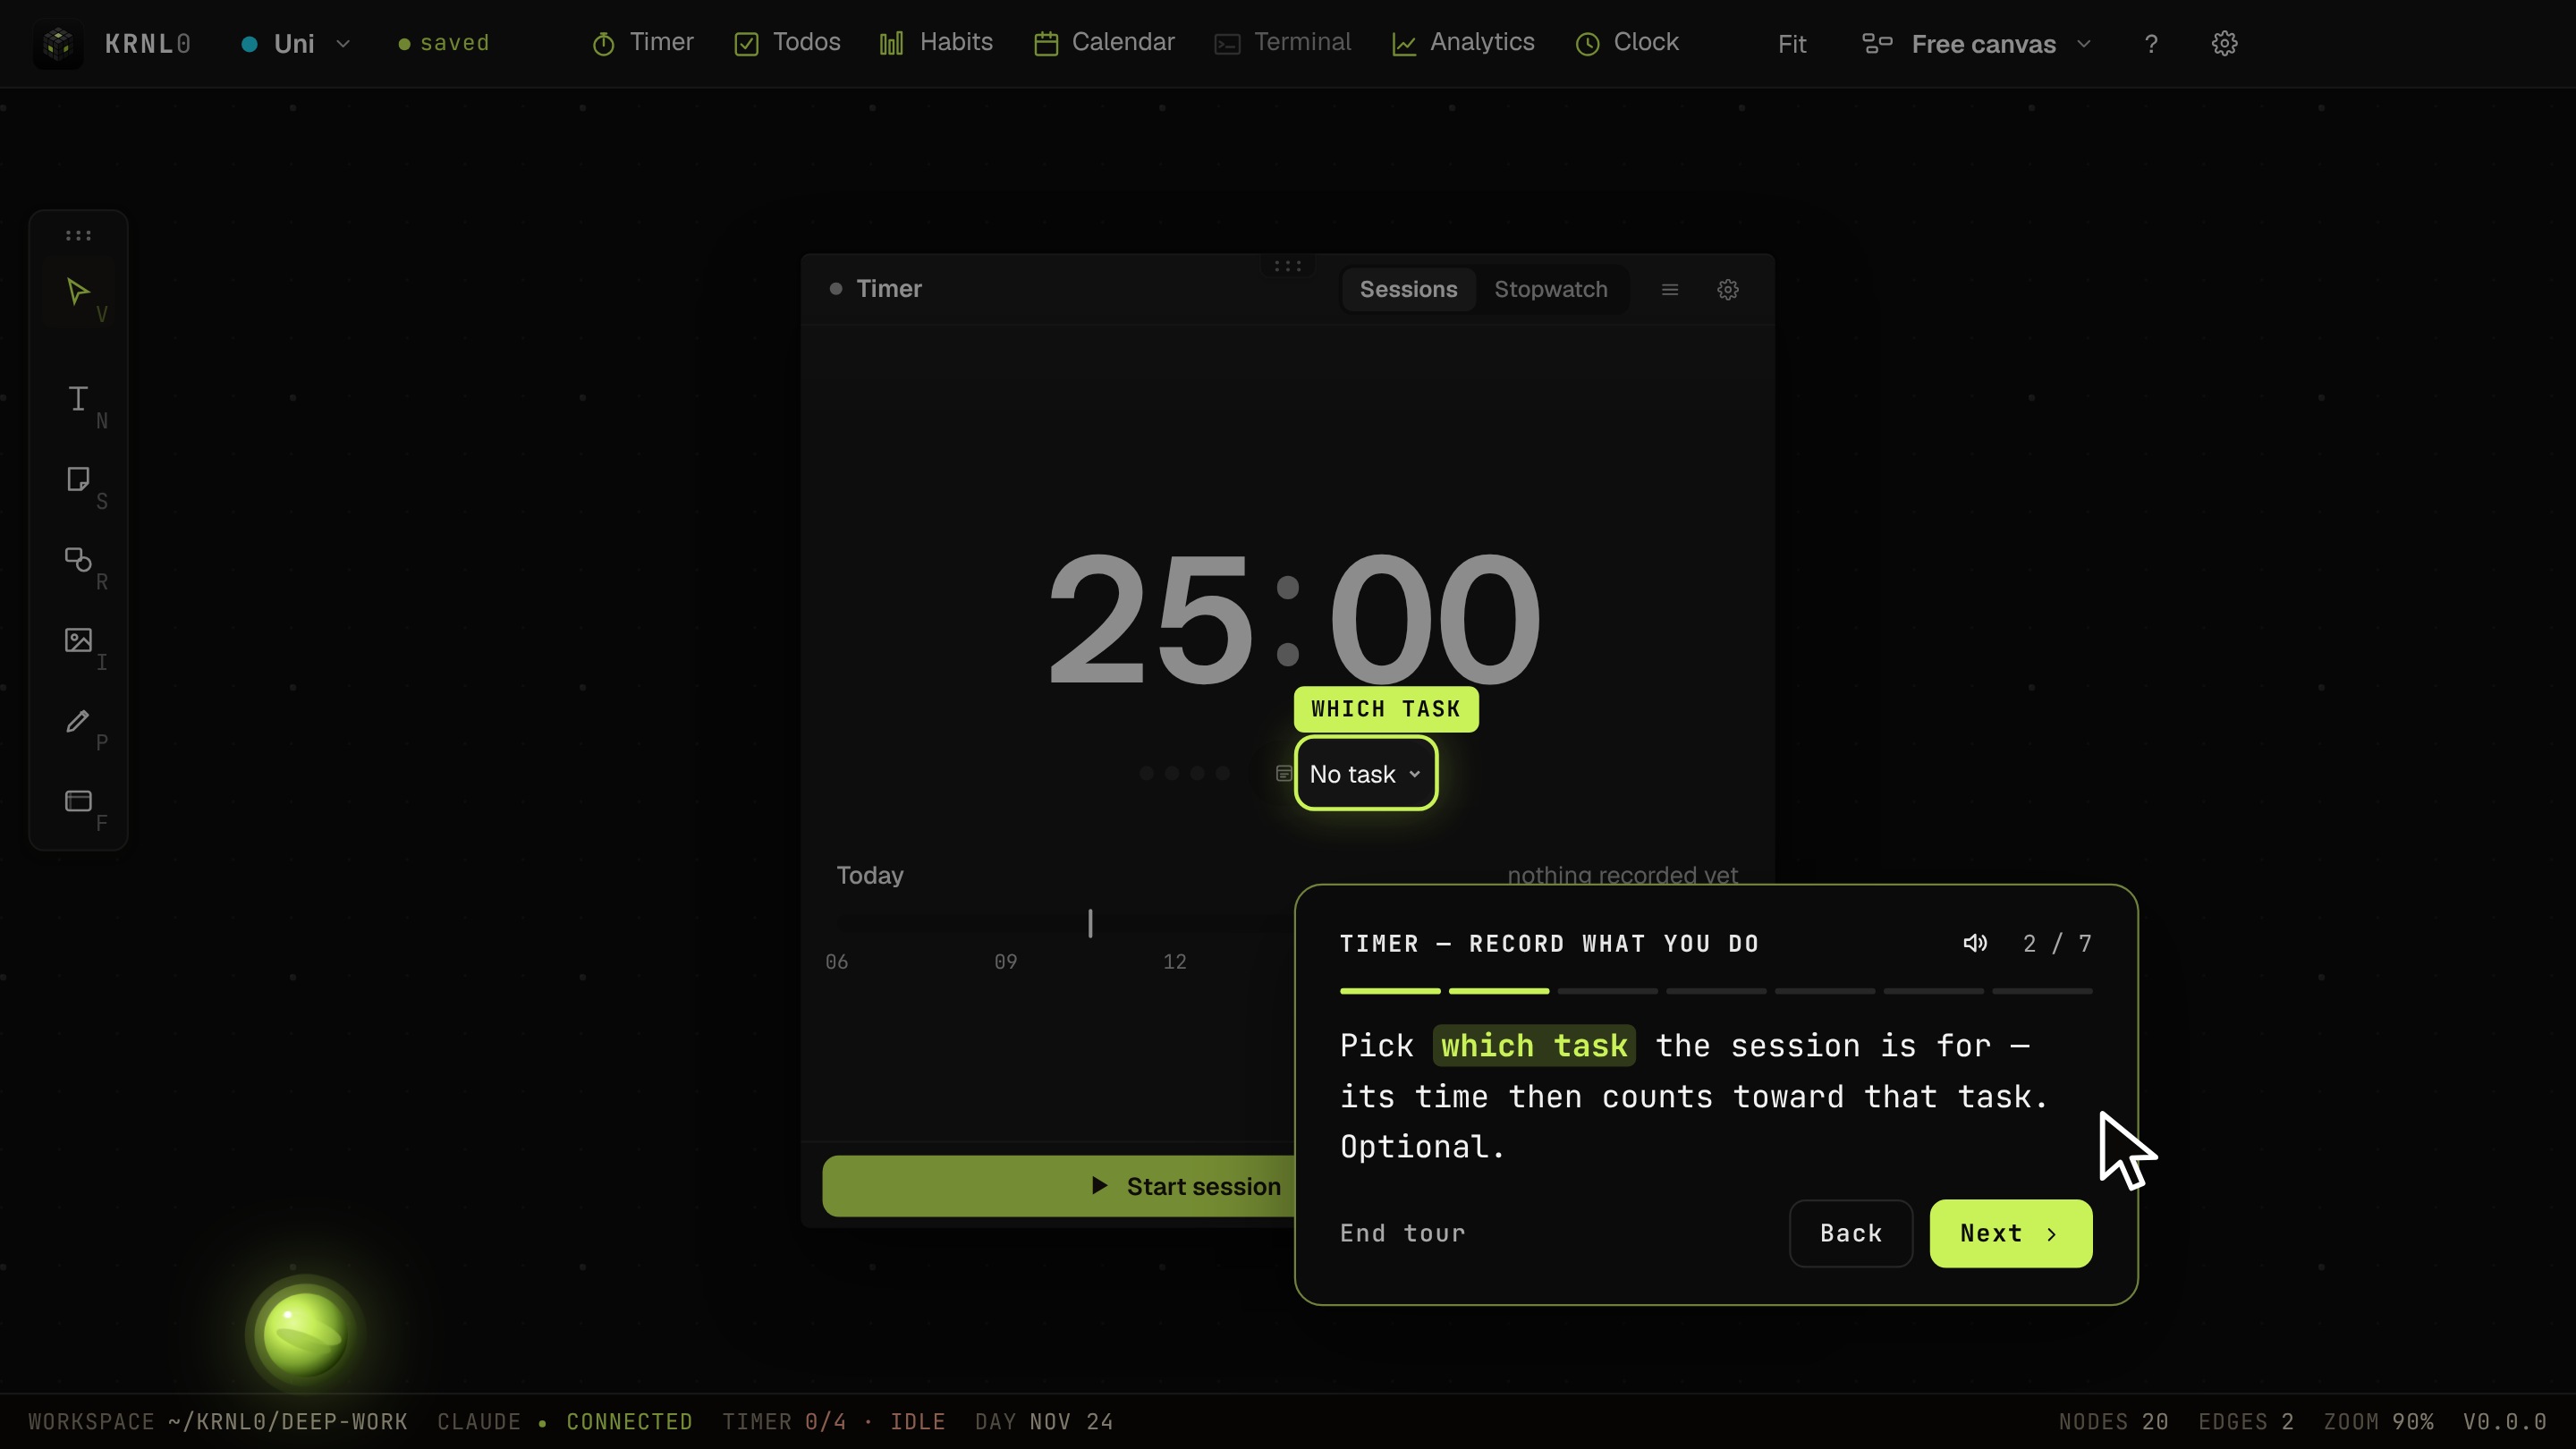 KRNL0 Uni saved Timer Todos Habits Calendar Terminal Analytics Clock Fit Free canvas ?
V
N
S
R
I
P
F
Timer Sessions Stopwatch
25:00
WHICH TASK
No task
Today nothing recorded yet
06 09 12
Start session
TIMER — RECORD WHAT YOU DO 2 / 7
Pick which task the session is for —
its time then counts toward that task.
Optional.
End tour Back Next
WORKSPACE ~/KRNL0/DEEP-WORK CLAUDE • CONNECTED TIMER 0/4 · IDLE DAY NOV 24 NODES 20 EDGES 2 ZOOM 90% V0.0.0